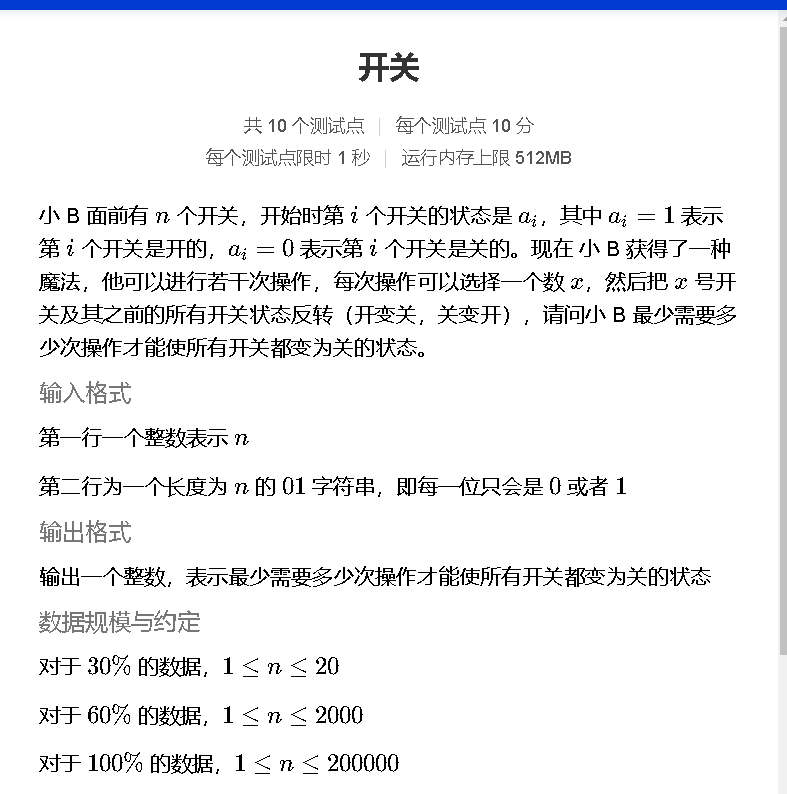 开关
共 10 个测试点 | 每个测试点 10 分
每个测试点限时 1 秒 | 运行内存上限 512MB
小 B 面前有 n 个开关，开始时第 i 个开关的状态是 aᵢ，其中 aᵢ = 1 表示
第 i 个开关是开的，aᵢ = 0 表示第 i 个开关是关的。现在 小 B 获得了一种
魔法，他可以进行若干次操作，每次操作可以选择一个数 x，然后把 x 号开
关及其之前的所有开关状态反转（开变关，关变开），请问小 B 最少需要多
少次操作才能使所有开关都变为关的状态。
输入格式
第一行一个整数表示 n
第二行为一个长度为 n 的 01 字符串，即每一位只会是 0 或者 1
输出格式
输出一个整数，表示最少需要多少次操作才能使所有开关都变为关的状态
数据规模与约定
对于 30% 的数据，1 ≤ n ≤ 20
对于 60% 的数据，1 ≤ n ≤ 2000
对于 100% 的数据，1 ≤ n ≤ 200000